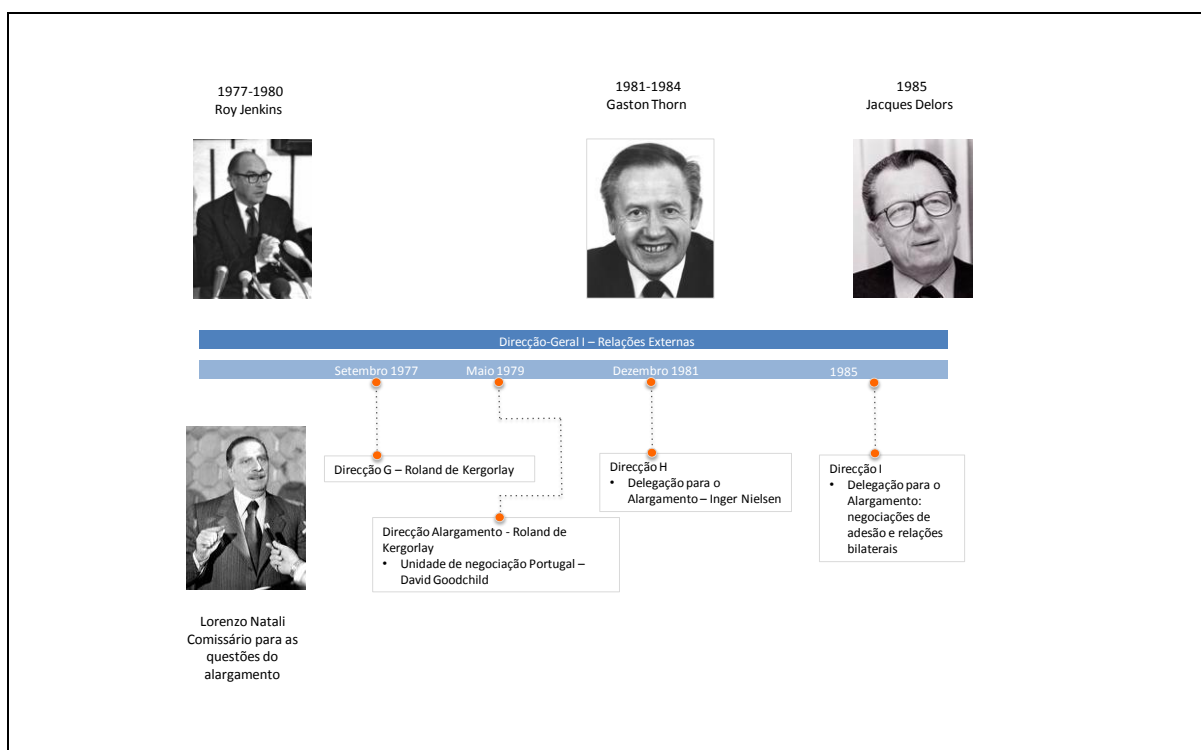 1977-1980
Roy Jenkins
1981-1984
Gaston Thorn
1985
Jacques Delors
Direcção-Geral I – Relações Externas
Setembro 1977
Maio 1979
Dezembro 1981
1985
Direcção G – Roland de Kergorlay
Direcção Alargamento - Roland de
Kergorlay
• Unidade de negociação Portugal –
David Goodchild
Direcção H
• Delegação para o
Alargamento – Inger Nielsen
Direcção I
• Delegação para o
Alargamento:
negociações de
adesão e relações
bilaterais
Lorenzo Natali
Comissário para as
questões do
alargamento